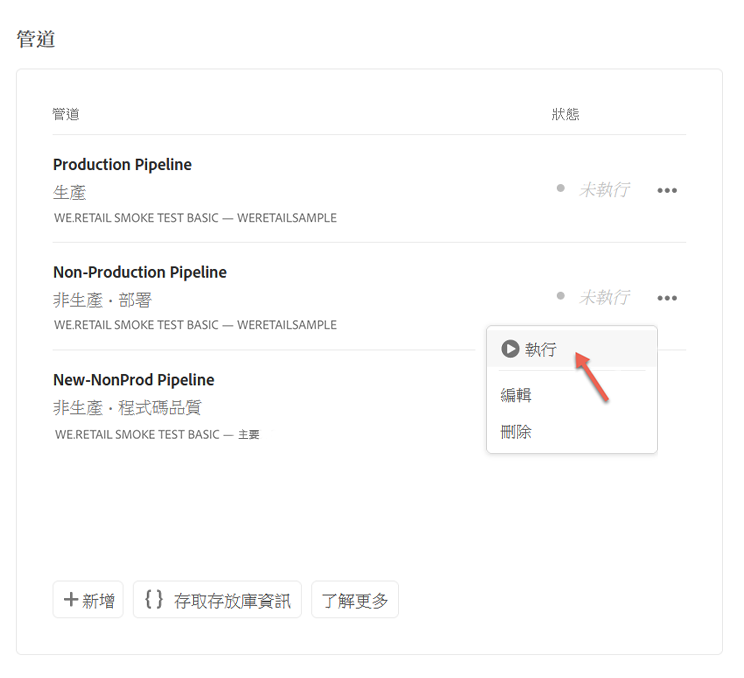 管道
管道 狀態
Production Pipeline
生產
未執行
WE.RETAIL SMOKE TEST BASIC — WERETAILSAMPLE
Non-Production Pipeline
非生產・部署
未執行
WE.RETAIL SMOKE TEST BASIC — WERETAILSAMPLE
執行
New-NonProd Pipeline
編輯
非生產・程式碼品質
刪除
WE.RETAIL SMOKE TEST BASIC — 主要
新增 {} 存取存放庫資訊 了解更多